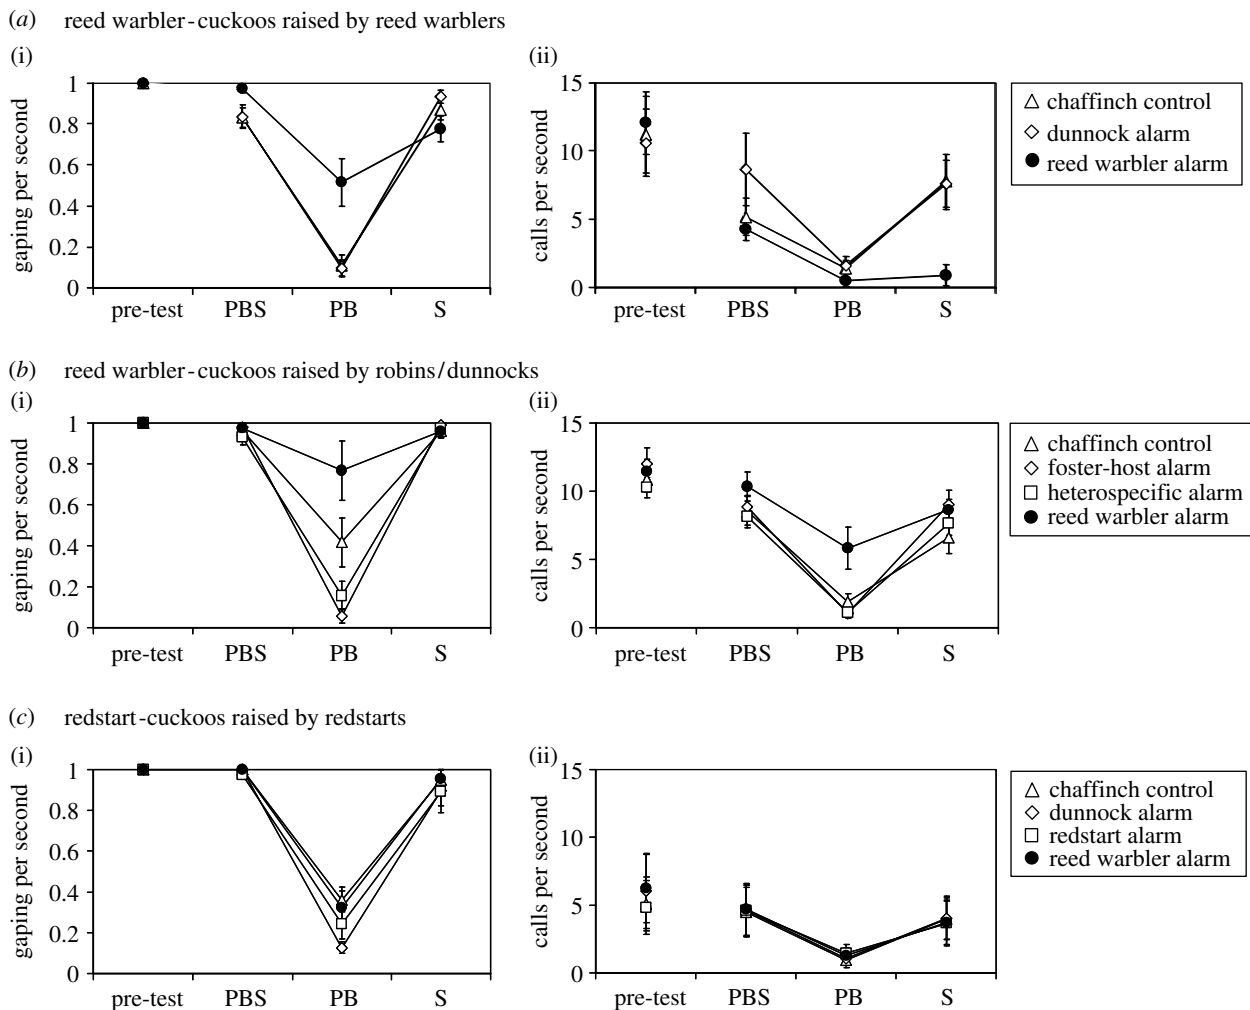 (a) reed warbler-cuckoos raised by reed warblers
(i)
(ii)
gaping per second
1
0.8
0.6
0.4
0.2
0
pre-test PBS PB S
calls per second
15
10
5
0
pre-test PBS PB S
chaffinch control
dunnock alarm
reed warbler alarm
(b) reed warbler-cuckoos raised by robins/dunnocks
(i)
(ii)
gaping per second
1
0.8
0.6
0.4
0.2
0
pre-test PBS PB S
calls per second
15
10
5
0
pre-test PBS PB S
chaffinch control
foster-host alarm
heterospecific alarm
reed warbler alarm
(c) redstart-cuckoos raised by redstarts
(i)
(ii)
gaping per second
1
0.8
0.6
0.4
0.2
0
pre-test PBS PB S
calls per second
15
10
5
0
pre-test PBS PB S
chaffinch control
dunnock alarm
redstart alarm
reed warbler alarm